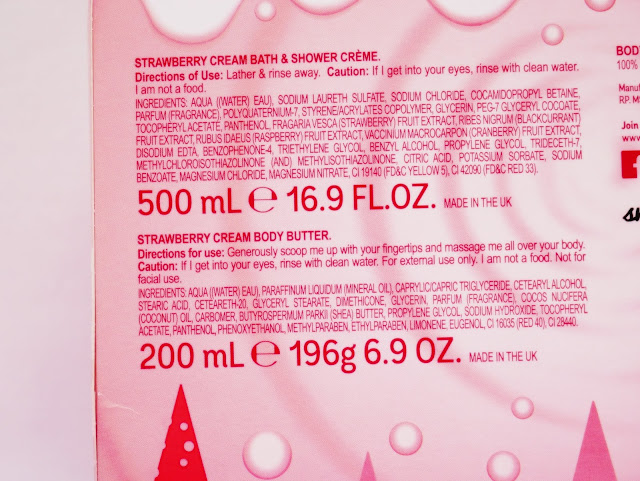 STRAWBERRY CREAM BATH & SHOWER CRÈME.
Directions of Use: Lather & rinse away. Caution: If I get into your eyes, rinse with clean water.
I am not a food.
INGREDIENTS: AQUA ((WATER) EAU), SODIUM LAURETH SULFATE, SODIUM CHLORIDE, COCAMIDOPROPYL BETAINE,
PARFUM (FRAGRANCE), POLYQUATERNIUM-7, STYRENE/ACRYLATES COPOLYMER, GLYCERIN, PEG-7 GLYCERYL COCOATE,
TOCOPHERYL ACETATE, PANTHENOL, FRAGARIA VESCA (STRAWBERRY) FRUIT EXTRACT, RIBES NIGRUM (BLACKCURRANT)
FRUIT EXTRACT, RUBUS IDAEUS (RASPBERRY) FRUIT EXTRACT, VACCINIUM MACROCARPON (CRANBERRY) FRUIT EXTRACT,
DISODIUM EDTA, BENZOPHENONE-4, TRIETHYLENE GLYCOL, BENZYL ALCOHOL, PROPYLENE GLYCOL, TRIDECETH-7,
METHYLCHLOROISOTHIAZOLINONE (AND) METHYLISOTHIAZOLINONE, CITRIC ACID, POTASSIUM SORBATE, SODIUM
BENZOATE, MAGNESIUM CHLORIDE, MAGNESIUM NITRATE, CI 19140 (FD&C YELLOW 5), CI 42090 (FD&C RED 33).
500 mL ℮ 16.9 FL.OZ. MADE IN THE UK
STRAWBERRY CREAM BODY BUTTER.
Directions for use: Generously scoop me up with your fingertips and massage me all over your body.
Caution: If I get into your eyes, rinse with clean water. For external use only. I am not a food. Not for
facial use.
INGREDIENTS: AQUA ((WATER) EAU), PARAFFINUM LIQUIDUM (MINERAL OIL), CAPRYLIC/CAPRIC TRIGLYCERIDE, CETEARYL ALCOHOL,
STEARIC ACID, CETEARETH-20, GLYCERYL STEARATE, DIMETHICONE, GLYCERIN, PARFUM (FRAGRANCE), COCOS NUCIFERA
(COCONUT) OIL, CARBOMER, BUTYROSPERMUM PARKII (SHEA) BUTTER, PROPYLENE GLYCOL, SODIUM HYDROXIDE, TOCOPHERYL
ACETATE, PANTHENOL, PHENOXYETHANOL, METHYLPARABEN, ETHYLPARABEN, LIMONENE. EUGENOL, CI 16035 (RED 40), CI 28440.
200 mL ℮ 196g 6.9 OZ. MADE IN THE UK
BOD
100%
Manuf
RP. M
Join
www.